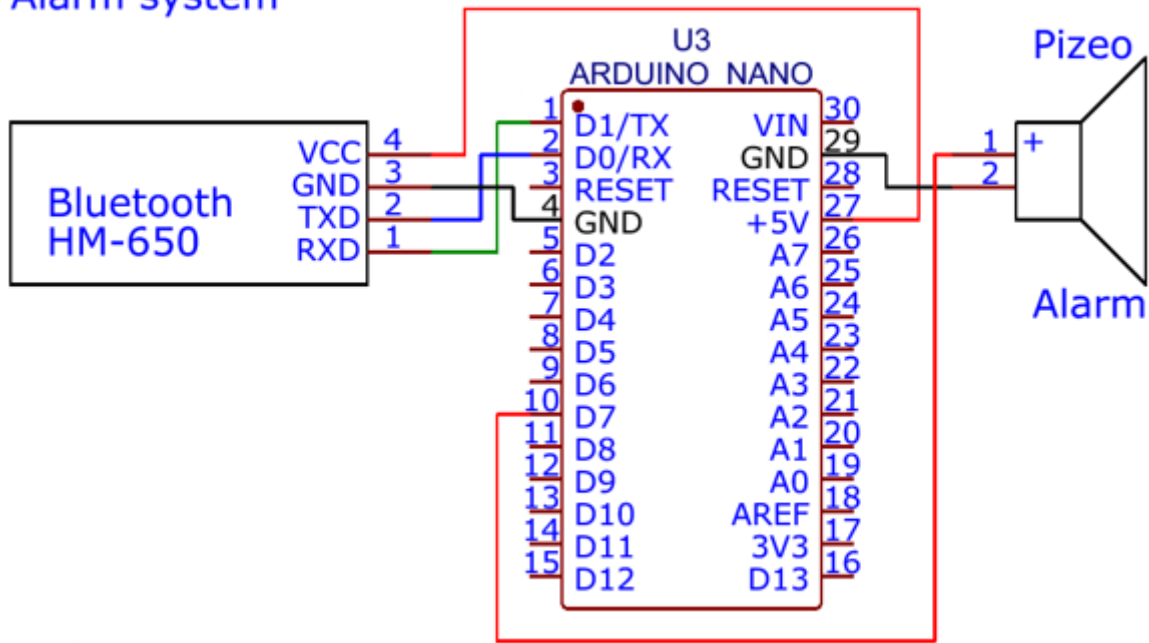 Alarm system
U3
ARDUINO NANO
Pizeo
Alarm
Bluetooth
HM-650
VCC 4
GND 3
TXD 2
RXD 1
1 D1/TX
2 D0/RX
3 RESET
4 GND
5 D2
6 D3
7 D4
8 D5
9 D6
10 D7
11 D8
12 D9
13 D10
14 D11
15 D12
VIN 30
GND 29
RESET 28
+5V 27
A7 26
A6 25
A5 24
A4 23
A3 22
A2 21
A1 20
A0 19
AREF 18
3V3 17
D13 16
1 +
2